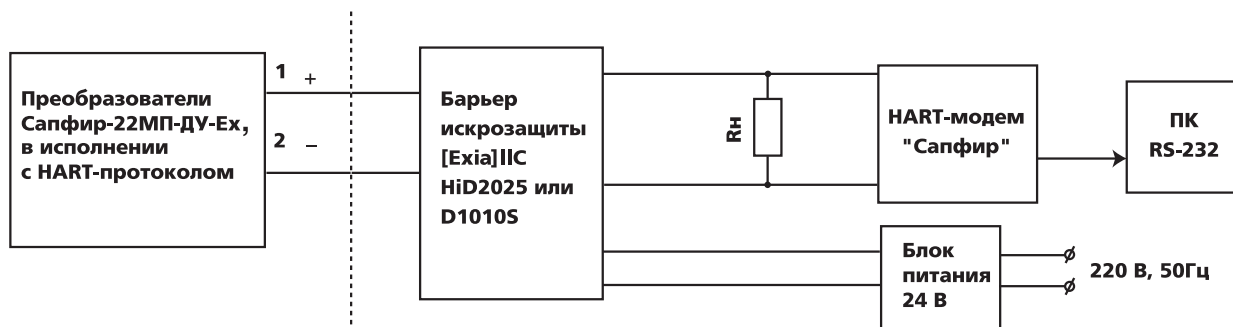 Преобразователи
Сапфир-22МП-ДУ-Ex,
в исполнении
с HART-протоколом
1 +
2 –
Барьер
искрозащиты
[Exia]IIC
HiD2025 или
D1010S
Rн
HART-модем
"Сапфир"
ПК
RS-232
Блок
питания
24 В
220 В, 50Гц